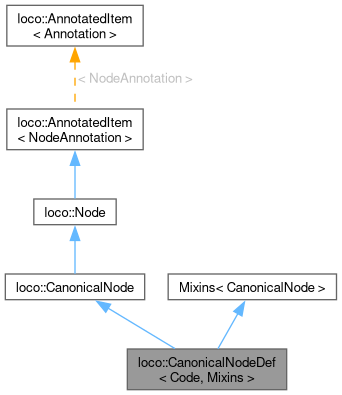 loco::AnnotatedItem
< Annotation >
< NodeAnnotation >
loco::AnnotatedItem
< NodeAnnotation >
loco::Node
loco::CanonicalNode
Mixins< CanonicalNode >
loco::CanonicalNodeDef
< Code, Mixins >